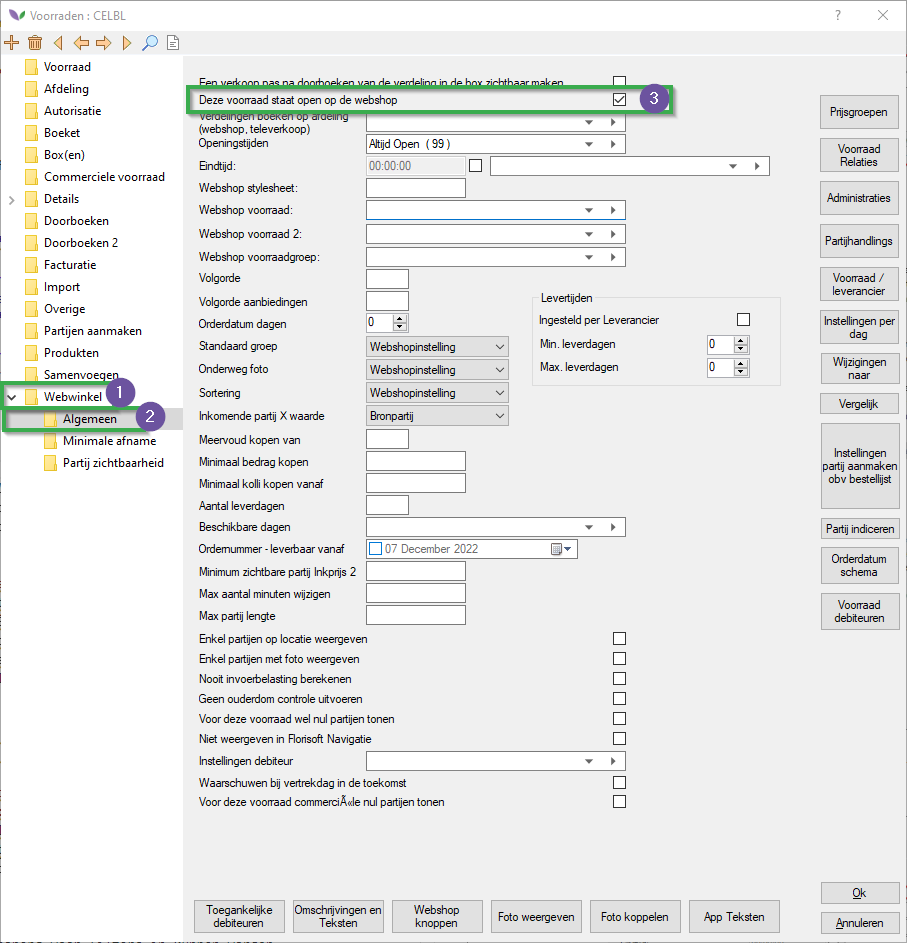 Voorraden : CELBL
?
Voorraad
Afdeling
Autorisatie
Boeket
Box(en)
Commerciele voorraad
Details
Doorboeken
Doorboeken 2
Facturatie
Import
Overige
Partijen aanmaken
Produkten
Samenvoegen
Webwinkel 1
Algemeen 2
Minimale afname
Partij zichtbaarheid
Een verkoop pas na doorboeken van de verdeling in de box zichtbaar maken
Deze voorraad staat open op de webshop 3
Verdelingen boeken op afdeling
(webshop, televerkoop)
Openingstijden Altijd Open ( 99 )
Eindtijd: 00:00:00
Webshop stylesheet:
Webshop voorraad:
Webshop voorraad 2:
Webshop voorraadgroep:
Volgorde
Volgorde aanbiedingen
Orderdatum dagen 0
Standaard groep Webshopinstelling
Onderweg foto Webshopinstelling
Sortering Webshopinstelling
Inkomende partij X waarde Bronpartij
Meervoud kopen van
Minimaal bedrag kopen
Minimaal kolli kopen vanaf
Aantal leverdagen
Beschikbare dagen
Ordernummer - leverbaar vanaf 07 December 2022
Minimum zichtbare partij Inkprijs 2
Max aantal minuten wijzigen
Max partij lengte
Enkel partijen op locatie weergeven
Enkel partijen met foto weergeven
Nooit invoerbelasting berekenen
Geen ouderdom controle uitvoeren
Voor deze voorraad wel nul partijen tonen
Niet weergeven in Florisoft Navigatie
Instellingen debiteur
Waarschuwen bij vertrekdag in de toekomst
Voor deze voorraad commerciÃ«le nul partijen tonen
Levertijden
Ingesteld per Leverancier
Min. leverdagen 0
Max. leverdagen 0
Prijsgroepen
Voorraad
Relaties
Administraties
Partijhandlings
Voorraad /
leverancier
Instellingen per
dag
Wijzigingen
naar
Vergelijk
Instellingen
partij aanmaken
obv bestellijst
Partij indiceren
Orderdatum
schema
Voorraad
debiteuren
Toegankelijke
debiteuren
Omschrijvingen en
Teksten
Webshop
knoppen
Foto weergeven
Foto koppelen
App Teksten
Ok
Annuleren